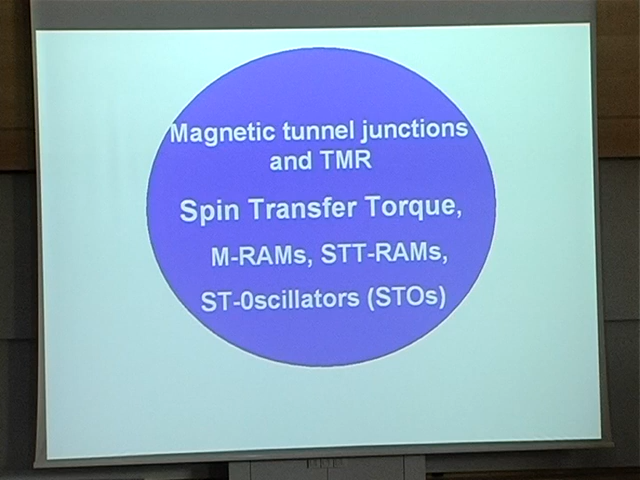 Magnetic tunnel junctions
and TMR
Spin Transfer Torque,
M-RAMs, STT-RAMs,
ST-0scillators (STOs)